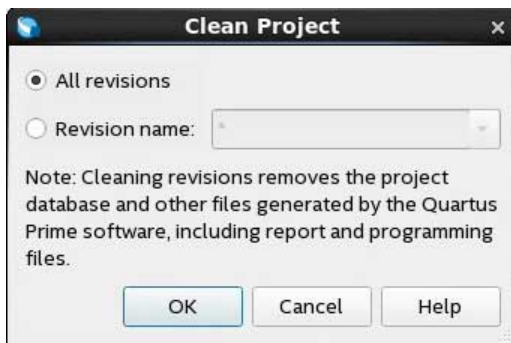 Clean Project
All revisions
Revision name:
Note: Cleaning revisions removes the project
database and other files generated by the Quartus
Prime software, including report and programming
files.
OK Cancel Help